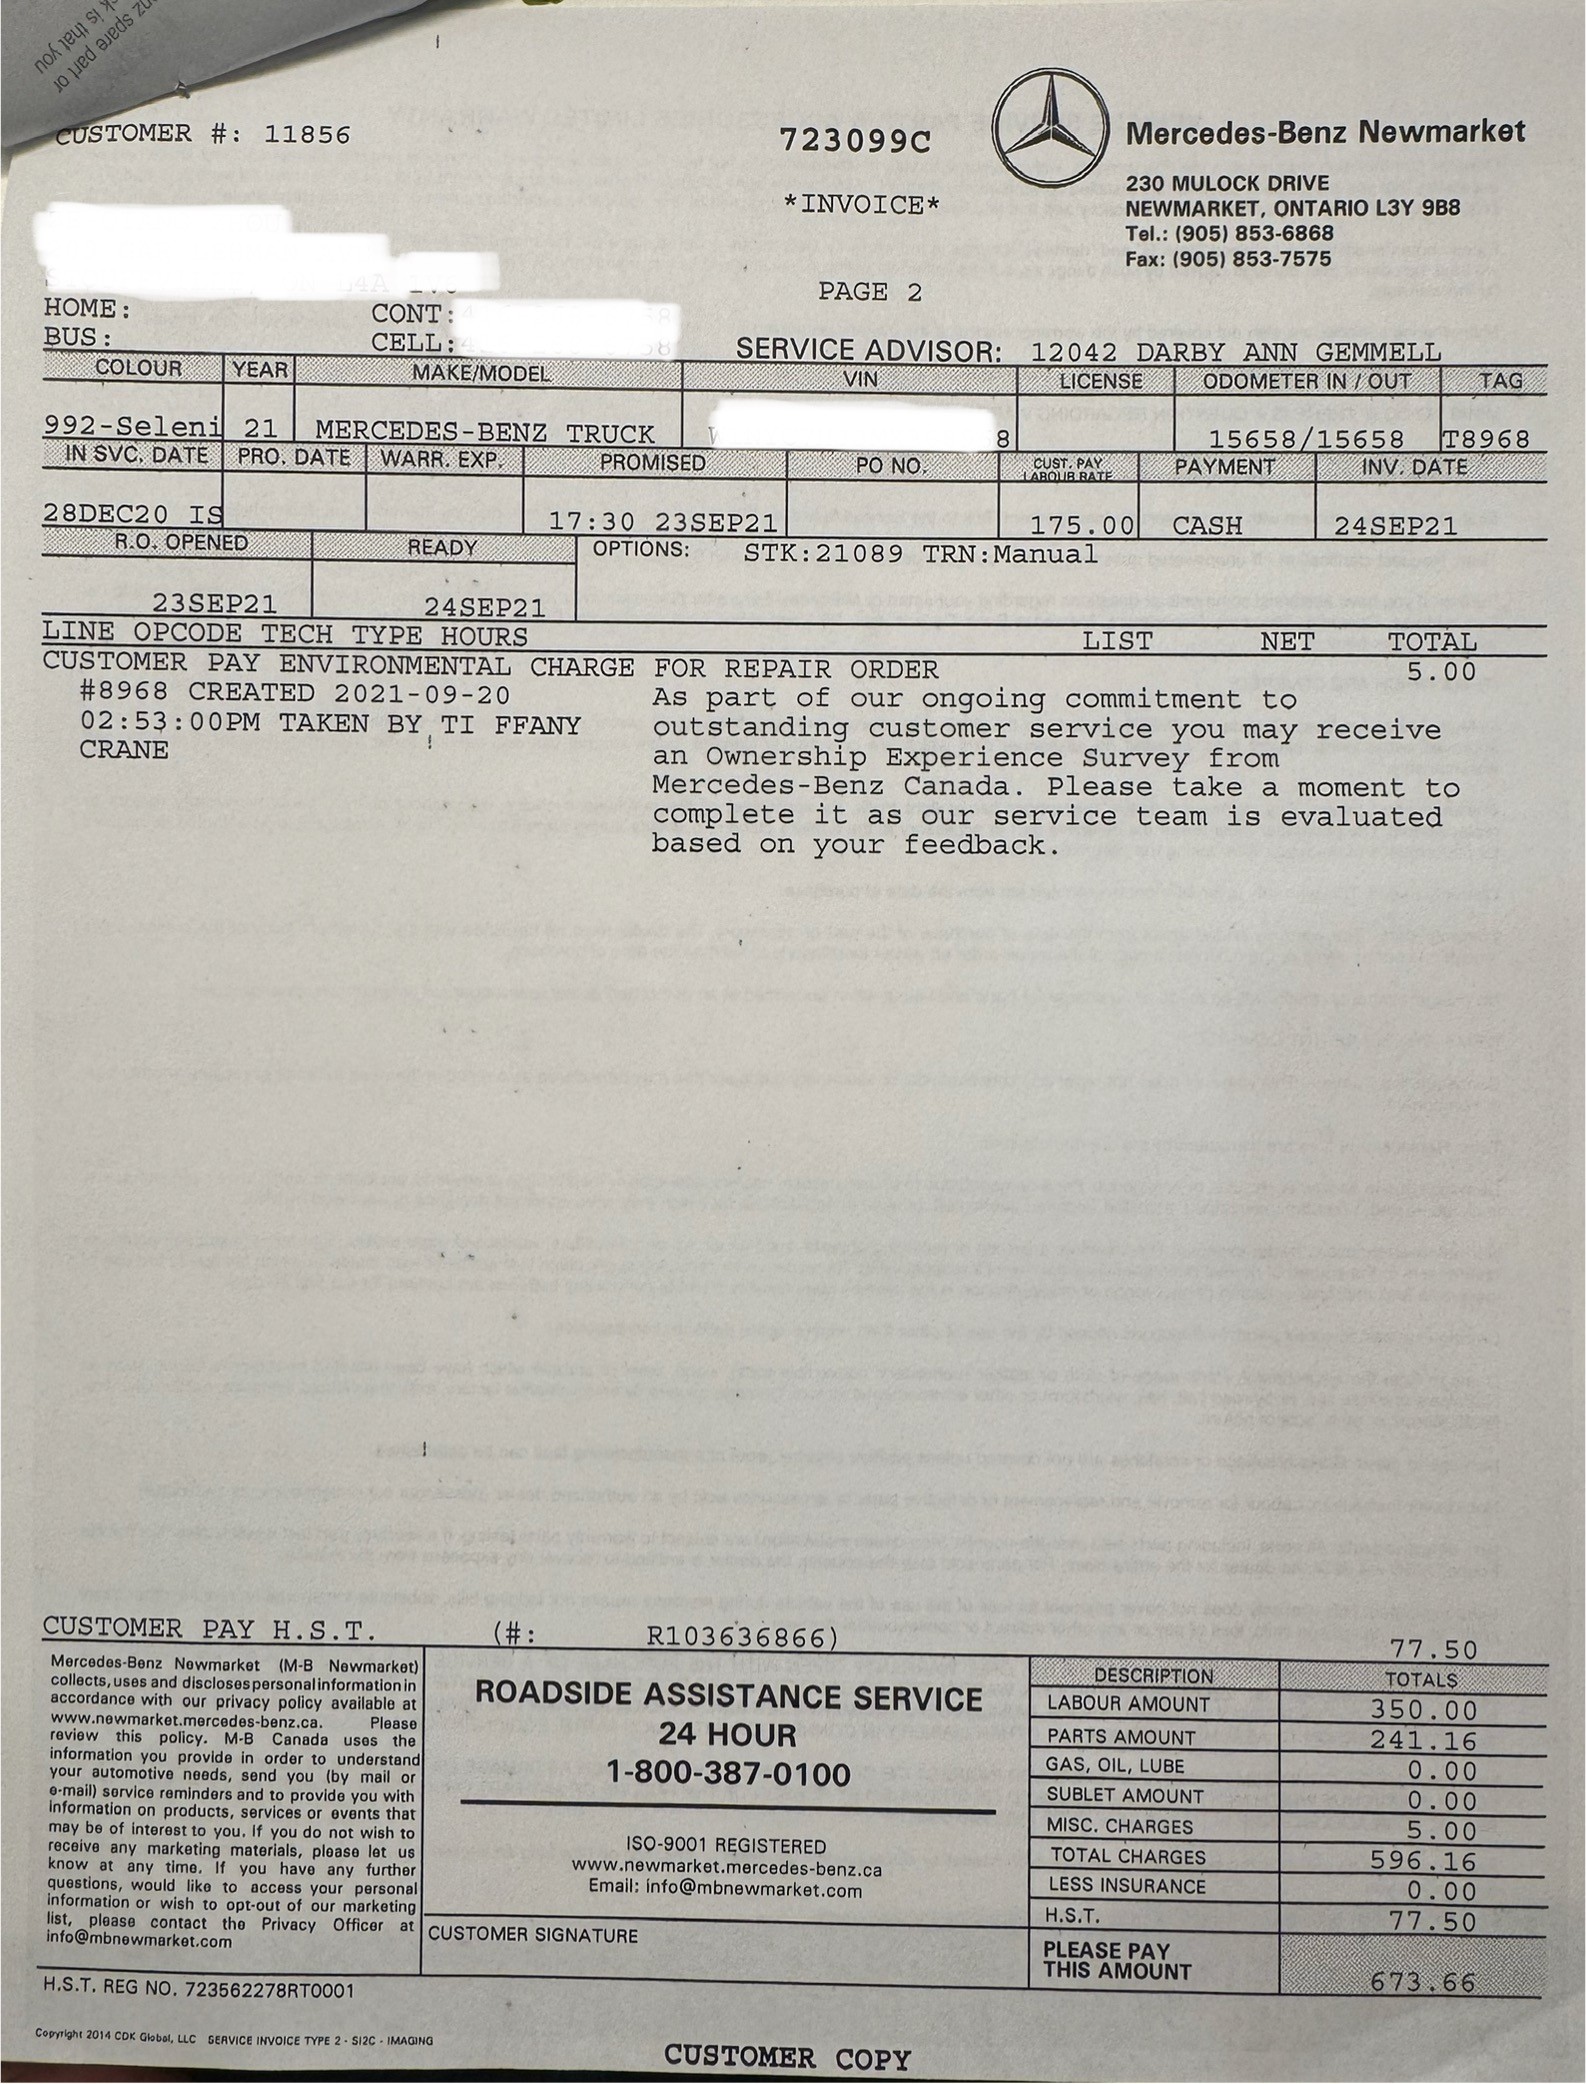 nz spare part or
k is that you
CUSTOMER #: 11856
723099C
*INVOICE*
Mercedes-Benz Newmarket
230 MULOCK DRIVE
NEWMARKET, ONTARIO L3Y 9B8
Tel.: (905) 853-6868
Fax: (905) 853-7575
PAGE 2
HOME: CONT:
BUS: CELL:
SERVICE ADVISOR: 12042 DARBY ANN GEMMELL
COLOUR YEAR MAKE/MODEL VIN LICENSE ODOMETER IN / OUT TAG
992-Seleni 21 MERCEDES-BENZ TRUCK 8 15658/15658 T8968
IN SVC. DATE PRO. DATE WARR. EXP. PROMISED PO NO. CUST. PAY LABOUR RATE PAYMENT INV. DATE
28DEC20 IS 17:30 23SEP21 175.00 CASH 24SEP21
R.O. OPENED READY OPTIONS: STK:21089 TRN:Manual
23SEP21 24SEP21
LINE OPCODE TECH TYPE HOURS LIST NET TOTAL
CUSTOMER PAY ENVIRONMENTAL CHARGE FOR REPAIR ORDER 5.00
#8968 CREATED 2021-09-20
02:53:00PM TAKEN BY TI FFANY
CRANE
As part of our ongoing commitment to
outstanding customer service you may receive
an Ownership Experience Survey from
Mercedes-Benz Canada. Please take a moment to
complete it as our service team is evaluated
based on your feedback.
CUSTOMER PAY H.S.T. (#: R103636866) 77.50
Mercedes-Benz Newmarket (M-B Newmarket)
collects, uses and discloses personal information in
accordance with our privacy policy available at
www.newmarket.mercedes-benz.ca. Please
review this policy. M-B Canada uses the
information you provide in order to understand
your automotive needs, send you (by mail or
e-mail) service reminders and to provide you with
information on products, services or events that
may be of interest to you. If you do not wish to
receive any marketing materials, please let us
know at any time. If you have any further
questions, would like to access your personal
information or wish to opt-out of our marketing
list, please contact the Privacy Officer at
info@mbnewmarket.com
ROADSIDE ASSISTANCE SERVICE
24 HOUR
1-800-387-0100
ISO-9001 REGISTERED
www.newmarket.mercedes-benz.ca
Email: info@mbnewmarket.com
CUSTOMER SIGNATURE
DESCRIPTION TOTALS
LABOUR AMOUNT 350.00
PARTS AMOUNT 241.16
GAS, OIL, LUBE 0.00
SUBLET AMOUNT 0.00
MISC. CHARGES 5.00
TOTAL CHARGES 596.16
LESS INSURANCE 0.00
H.S.T. 77.50
PLEASE PAY
THIS AMOUNT 673.66
H.S.T. REG NO. 723562278RT0001
Copyright 2014 CDK Global, LLC SERVICE INVOICE TYPE 2 - SI2C - IMAGING
CUSTOMER COPY